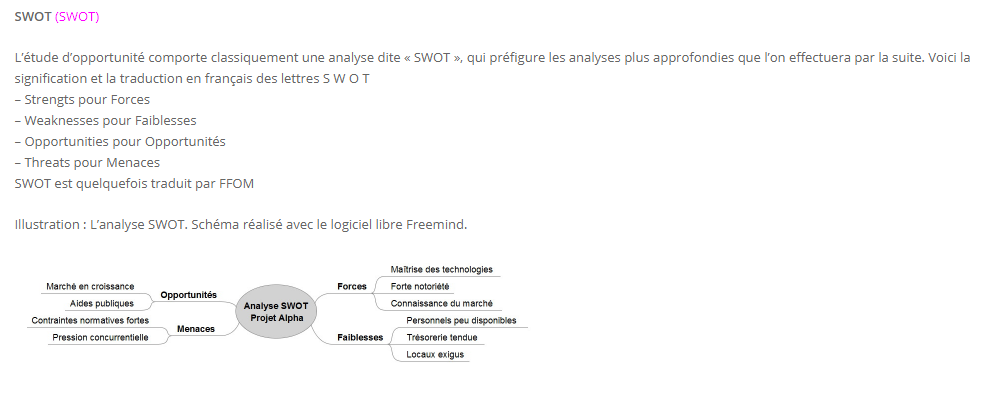 SWOT (SWOT)
L’étude d’opportunité comporte classiquement une analyse dite « SWOT », qui préfigure les analyses plus approfondies que l’on effectuera par la suite. Voici la
signification et la traduction en français des lettres S W O T
– Strengts pour Forces
– Weaknesses pour Faiblesses
– Opportunities pour Opportunités
– Threats pour Menaces
SWOT est quelquefois traduit par FFOM
Illustration : L’analyse SWOT. Schéma réalisé avec le logiciel libre Freemind.
Marché en croissance
Aides publiques
Opportunités
Contraintes normatives fortes
Pression concurrentielle
Menaces
Analyse SWOT
Projet Alpha
Forces
Maîtrise des technologies
Forte notoriété
Connaissance du marché
Faiblesses
Personnels peu disponibles
Trésorerie tendue
Locaux exigus